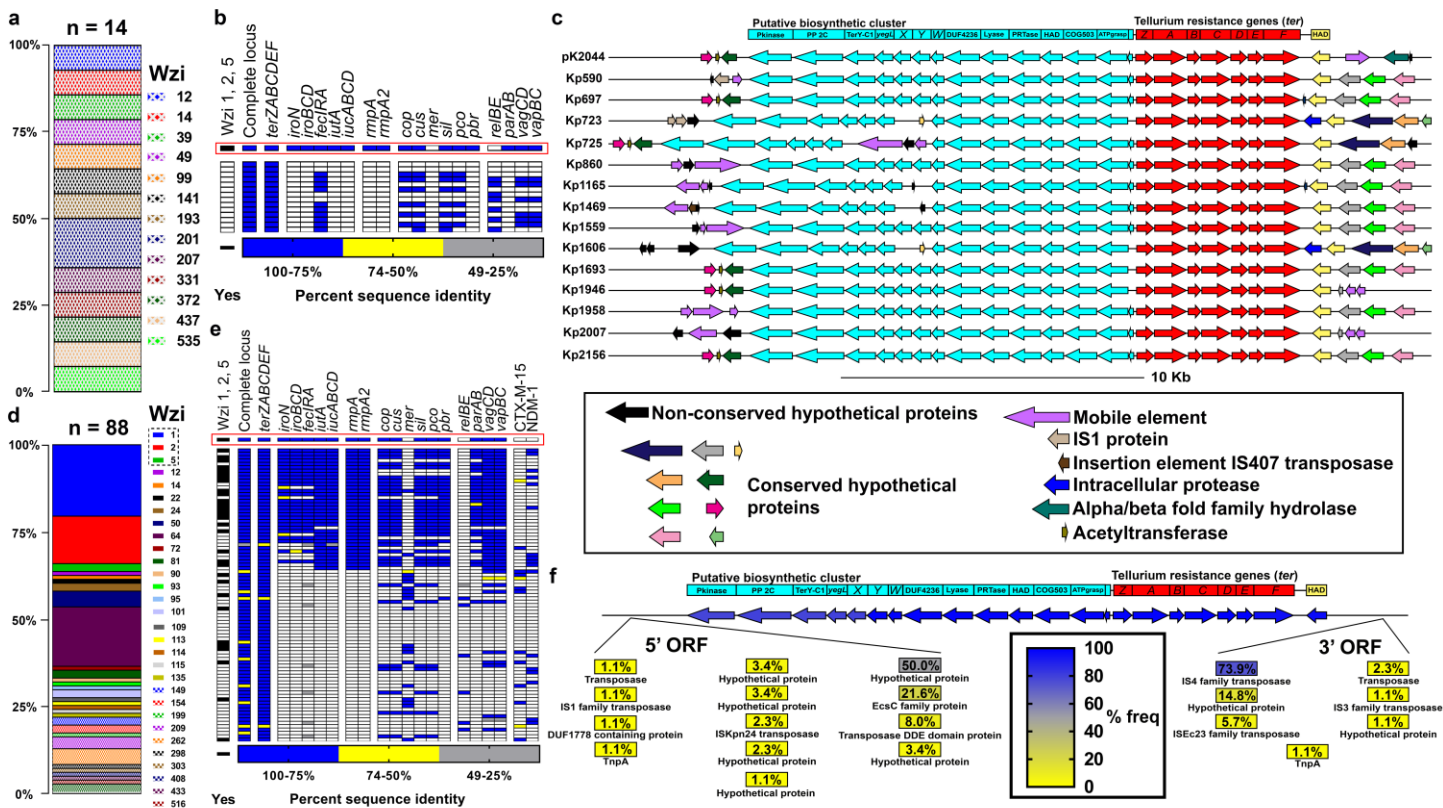 a
n = 14
100%
75%
50%
25%
0%
Wzi
12
14
39
49
99
141
193
201
207
331
372
437
535
b
Wzi 1, 2, 5
Complete locus
terZABCDEF
iroN
iroBCD
fecIRA
iutA
iucABCD
rmpA
rmpA2
cop
cus
mer
sil
pco
pbr
relBE
parAB
vagCD
vapBC
100-75%
74-50%
49-25%
Yes
Percent sequence identity
c
Putative biosynthetic cluster
Tellurium resistance genes (ter)
Pkinase
PP 2C
TerY-C1
yegL
X
Y
W
DUF4236
Lyase
PRTase
HAD
COG503
ATPgrasp
Z
A
B
C
D
E
F
HAD
pK2044
Kp590
Kp697
Kp723
Kp725
Kp860
Kp1165
Kp1469
Kp1559
Kp1606
Kp1693
Kp1946
Kp1958
Kp2007
Kp2156
10 Kb
Non-conserved hypothetical proteins
Conserved hypothetical
proteins
Mobile element
IS1 protein
Insertion element IS407 transposase
Intracellular protease
Alpha/beta fold family hydrolase
Acetyltransferase
d
n = 88
100%
75%
50%
25%
0%
Wzi
1
2
5
12
14
22
24
50
64
72
81
90
93
95
101
109
113
114
115
135
149
154
199
209
262
298
303
408
433
516
e
Wzi 1, 2, 5
Complete locus
terZABCDEF
iroN
iroBCD
fecIRA
iutA
iucABCD
rmpA
rmpA2
cop
cus
mer
sil
pco
pbr
relBE
parAB
vagCD
vapBC
CTX-M-15
NDM-1
100-75%
74-50%
49-25%
Yes
Percent sequence identity
f
Putative biosynthetic cluster
Tellurium resistance genes (ter)
Pkinase
PP 2C
TerY-C1
yegL
X
Y
W
DUF4236
Lyase
PRTase
HAD
COG503
ATPgrasp
Z
A
B
C
D
E
F
HAD
5' ORF
1.1%
Transposase
1.1%
IS1 family transposase
1.1%
DUF1778 containing protein
1.1%
TnpA
3.4%
Hypothetical protein
3.4%
Hypothetical protein
2.3%
ISKpn24 transposase
2.3%
Hypothetical protein
1.1%
Hypothetical protein
50.0%
Hypothetical protein
21.6%
EcsC family protein
8.0%
Transposase DDE domain protein
3.4%
Hypothetical protein
100
80
60
40
20
0
% freq
3' ORF
73.9%
IS4 family transposase
14.8%
Hypothetical protein
5.7%
ISEc23 family transposase
2.3%
Transposase
1.1%
IS3 family transposase
1.1%
Hypothetical protein
1.1%
TnpA